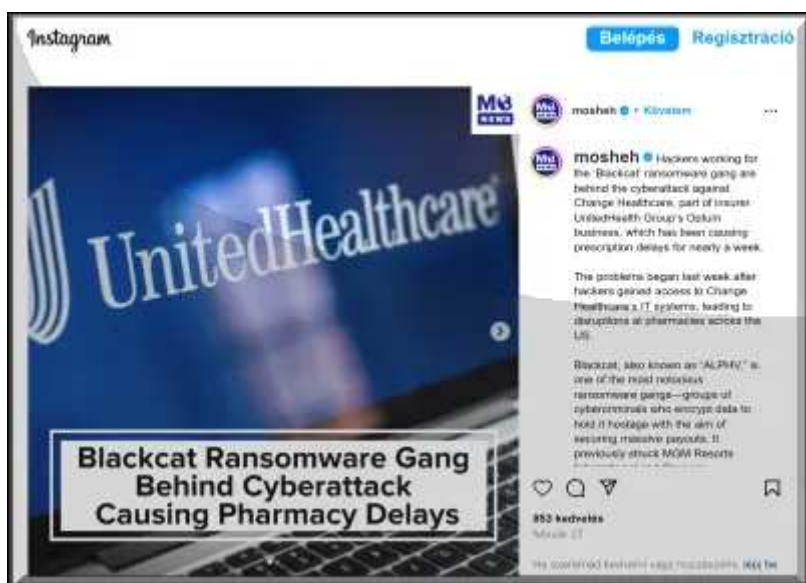 Instagram
Belépés
Regisztráció
UnitedHealthcare
Mo
NEWS
Blackcat Ransomware Gang
Behind Cyberattack
Causing Pharmacy Delays
mosheh • Követem
mosheh Hackers working for
the 'Blackcat' ransomware gang are
behind the cyberattack against
Change Healthcare, part of insurer
UnitedHealth Group's Optum
business, which has been causing
prescription delays for nearly a week.
The problems began last week after
hackers gained access to Change
Healthcare's IT systems, leading to
disruptions at pharmacies across the
US.
Blackcat, also known as "ALPHV," is
one of the most notorious
ransomware gangs—groups of
cybercriminals who encrypt data to
hold it hostage with the aim of
securing massive payouts. It
previously struck MGM Resorts
853 kedvelés
február 27.